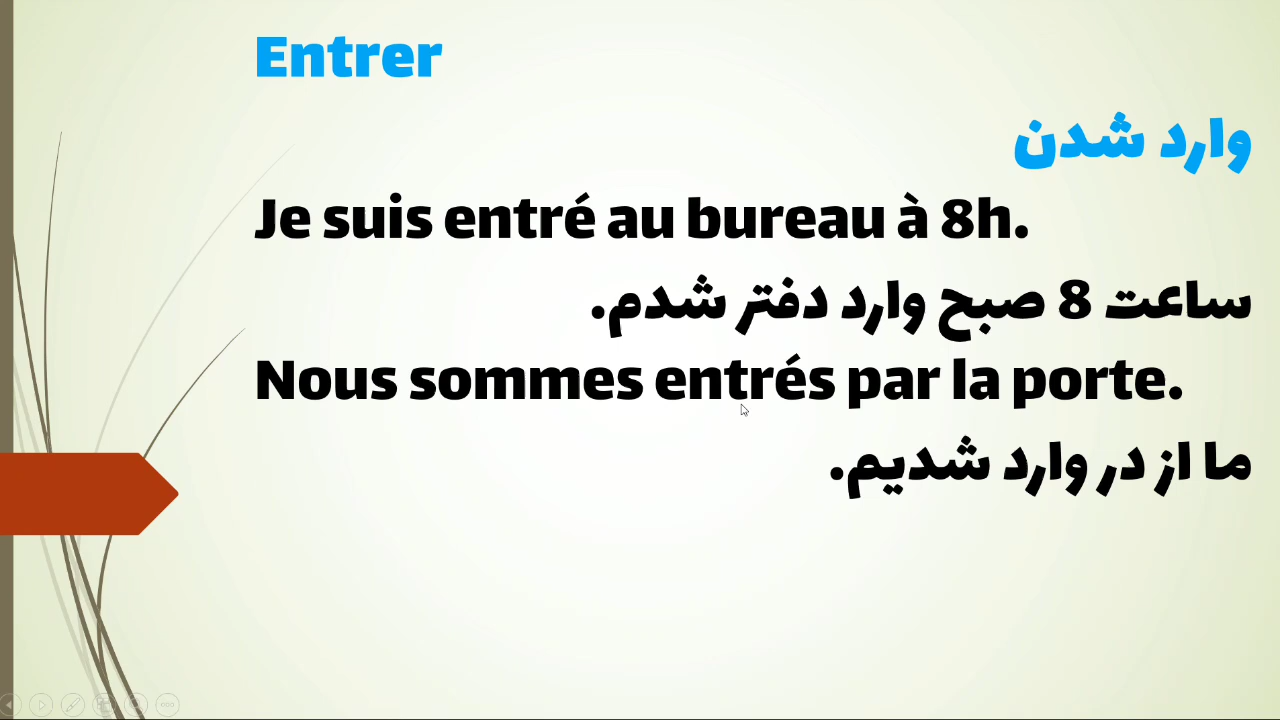 Entrer
وارد شدن
Je suis entré au bureau à 8h.
ساعت 8 صبح وارد دفتر شدم.
Nous sommes entrés par la porte.
ما از در وارد شدیم.